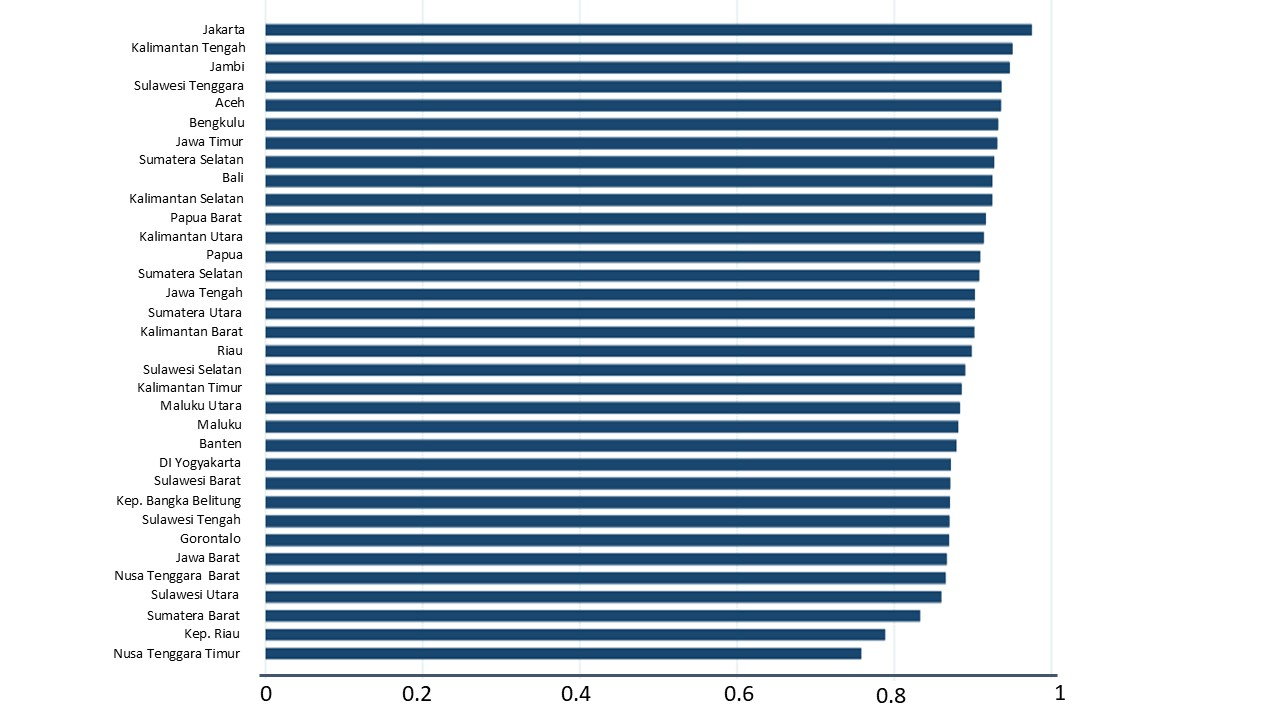 Jakarta
Kalimantan Tengah
Jambi
Sulawesi Tenggara
Aceh
Bengkulu
Jawa Timur
Sumatera Selatan
Bali
Kalimantan Selatan
Papua Barat
Kalimantan Utara
Papua
Sumatera Selatan
Jawa Tengah
Sumatera Utara
Kalimantan Barat
Riau
Sulawesi Selatan
Kalimantan Timur
Maluku Utara
Maluku
Banten
DI Yogyakarta
Sulawesi Barat
Kep. Bangka Belitung
Sulawesi Tengah
Gorontalo
Jawa Barat
Nusa Tenggara Barat
Sulawesi Utara
Sumatera Barat
Kep. Riau
Nusa Tenggara Timur
0 0.2 0.4 0.6 0.8 1